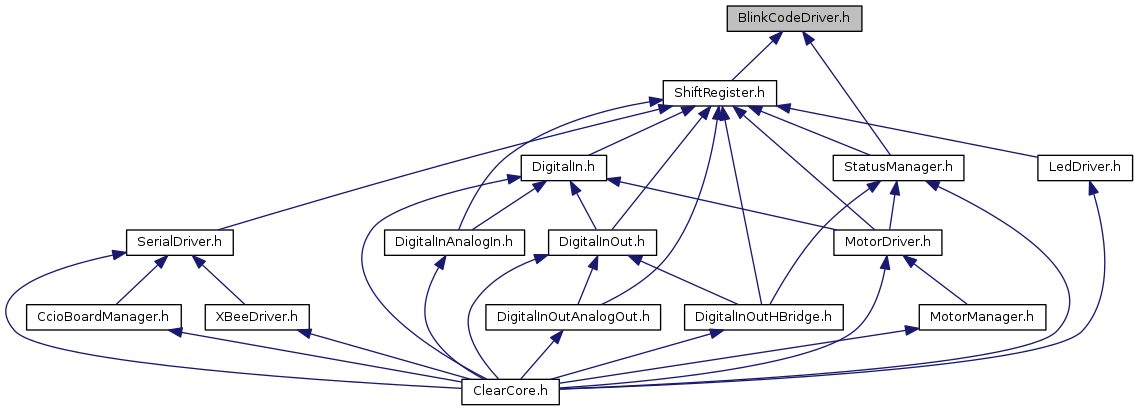 BlinkCodeDriver.h
ShiftRegister.h
DigitalIn.h
StatusManager.h
LedDriver.h
SerialDriver.h
DigitalInAnalogIn.h
DigitalInOut.h
MotorDriver.h
CcioBoardManager.h
XBeeDriver.h
DigitalInOutAnalogOut.h
DigitalInOutHBridge.h
MotorManager.h
ClearCore.h